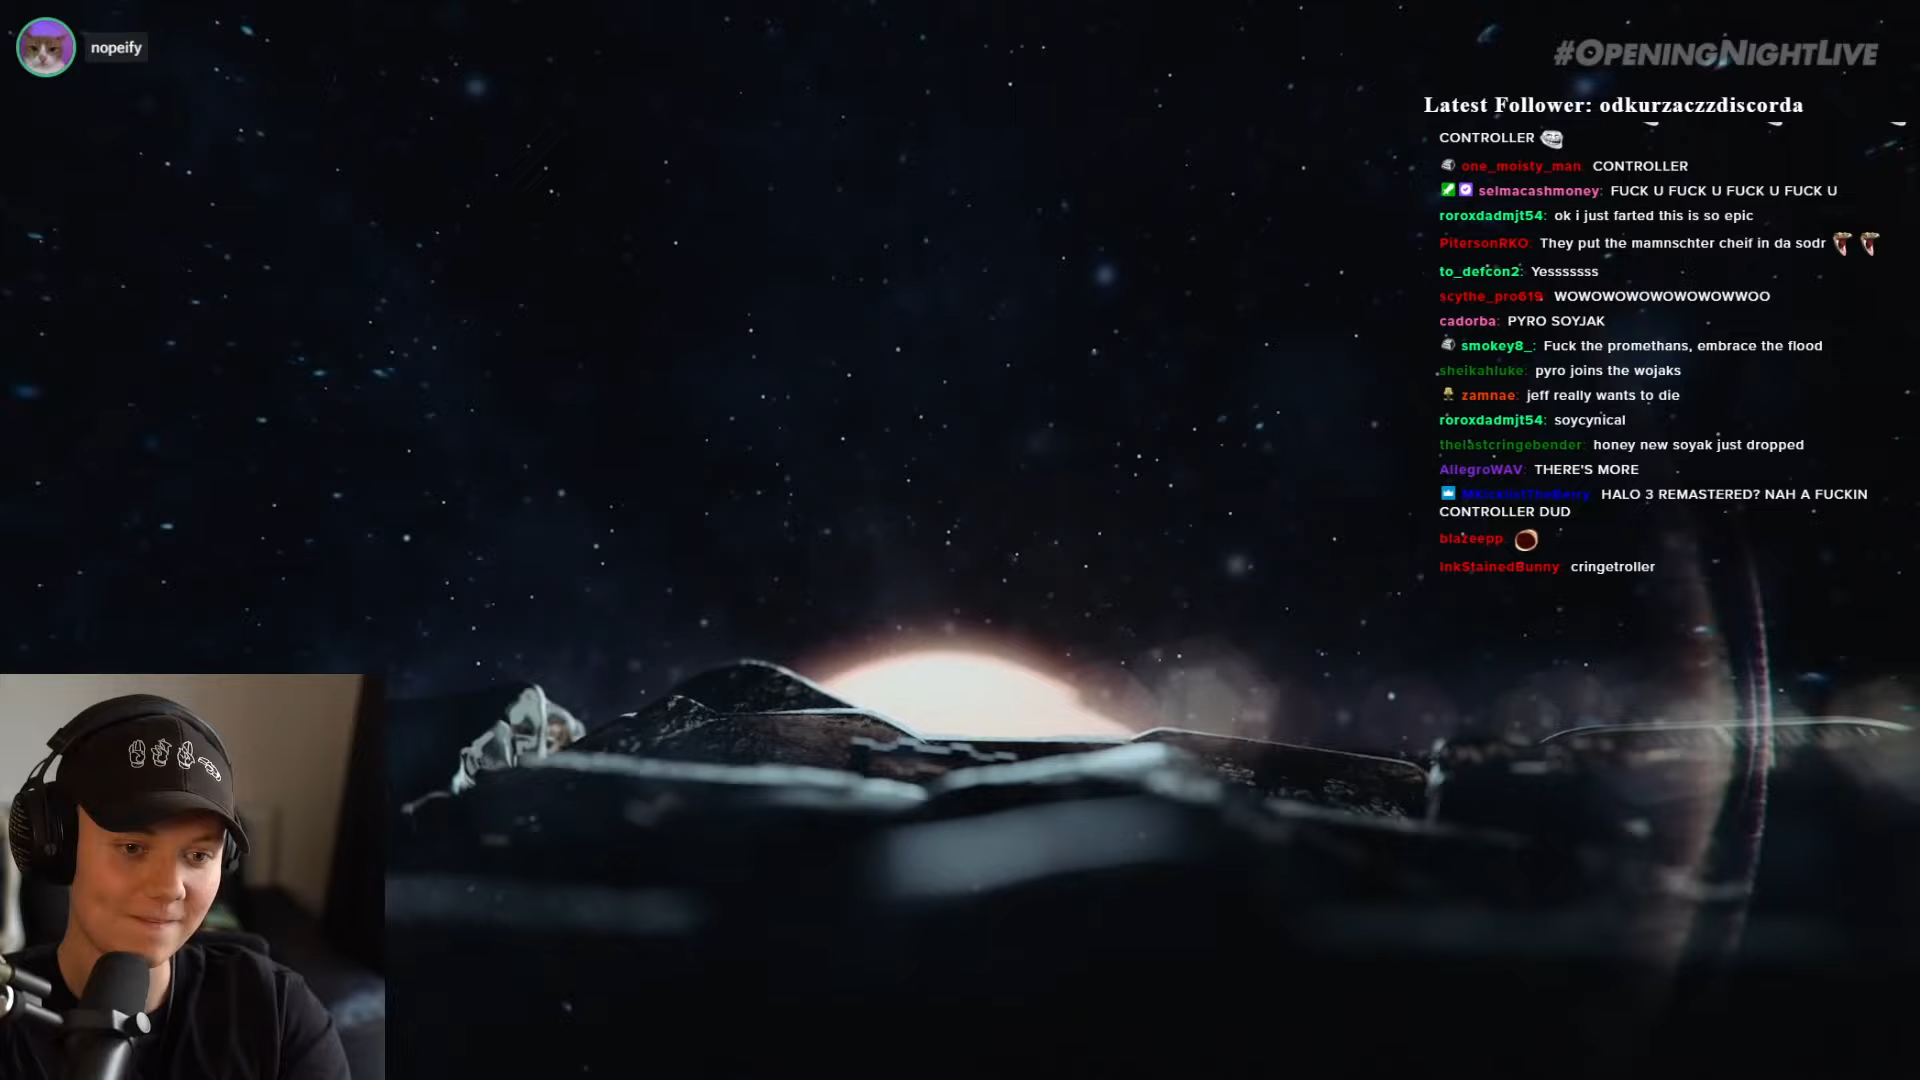 nopeify
#OPENINGNIGHTLIVE
Latest Follower: odkurzaczzdiscorda
CONTROLLER
one_moisty_man: CONTROLLER
selmacashmoney: FUCK U FUCK U FUCK U FUCK U
roroxdadmjt54: ok i just farted this is so epic
PitersonRKO: They put the mamnschter cheif in da sodr
to_defcon2: Yesssssss
scythe_pro619: WOWOWOWOWOWOWOWWOO
cadorba: PYRO SOYJAK
smokey8_: Fuck the promethans, embrace the flood
sheikahluke: pyro joins the wojaks
zamnae: jeff really wants to die
roroxdadmjt54: soycynical
thelastcringebender: honey new soyak just dropped
AllegroWAV: THERE'S MORE
HALO 3 REMASTERED? NAH A FUCKIN
CONTROLLER DUD
blazeepp:
InkStainedBunny: cringetroller